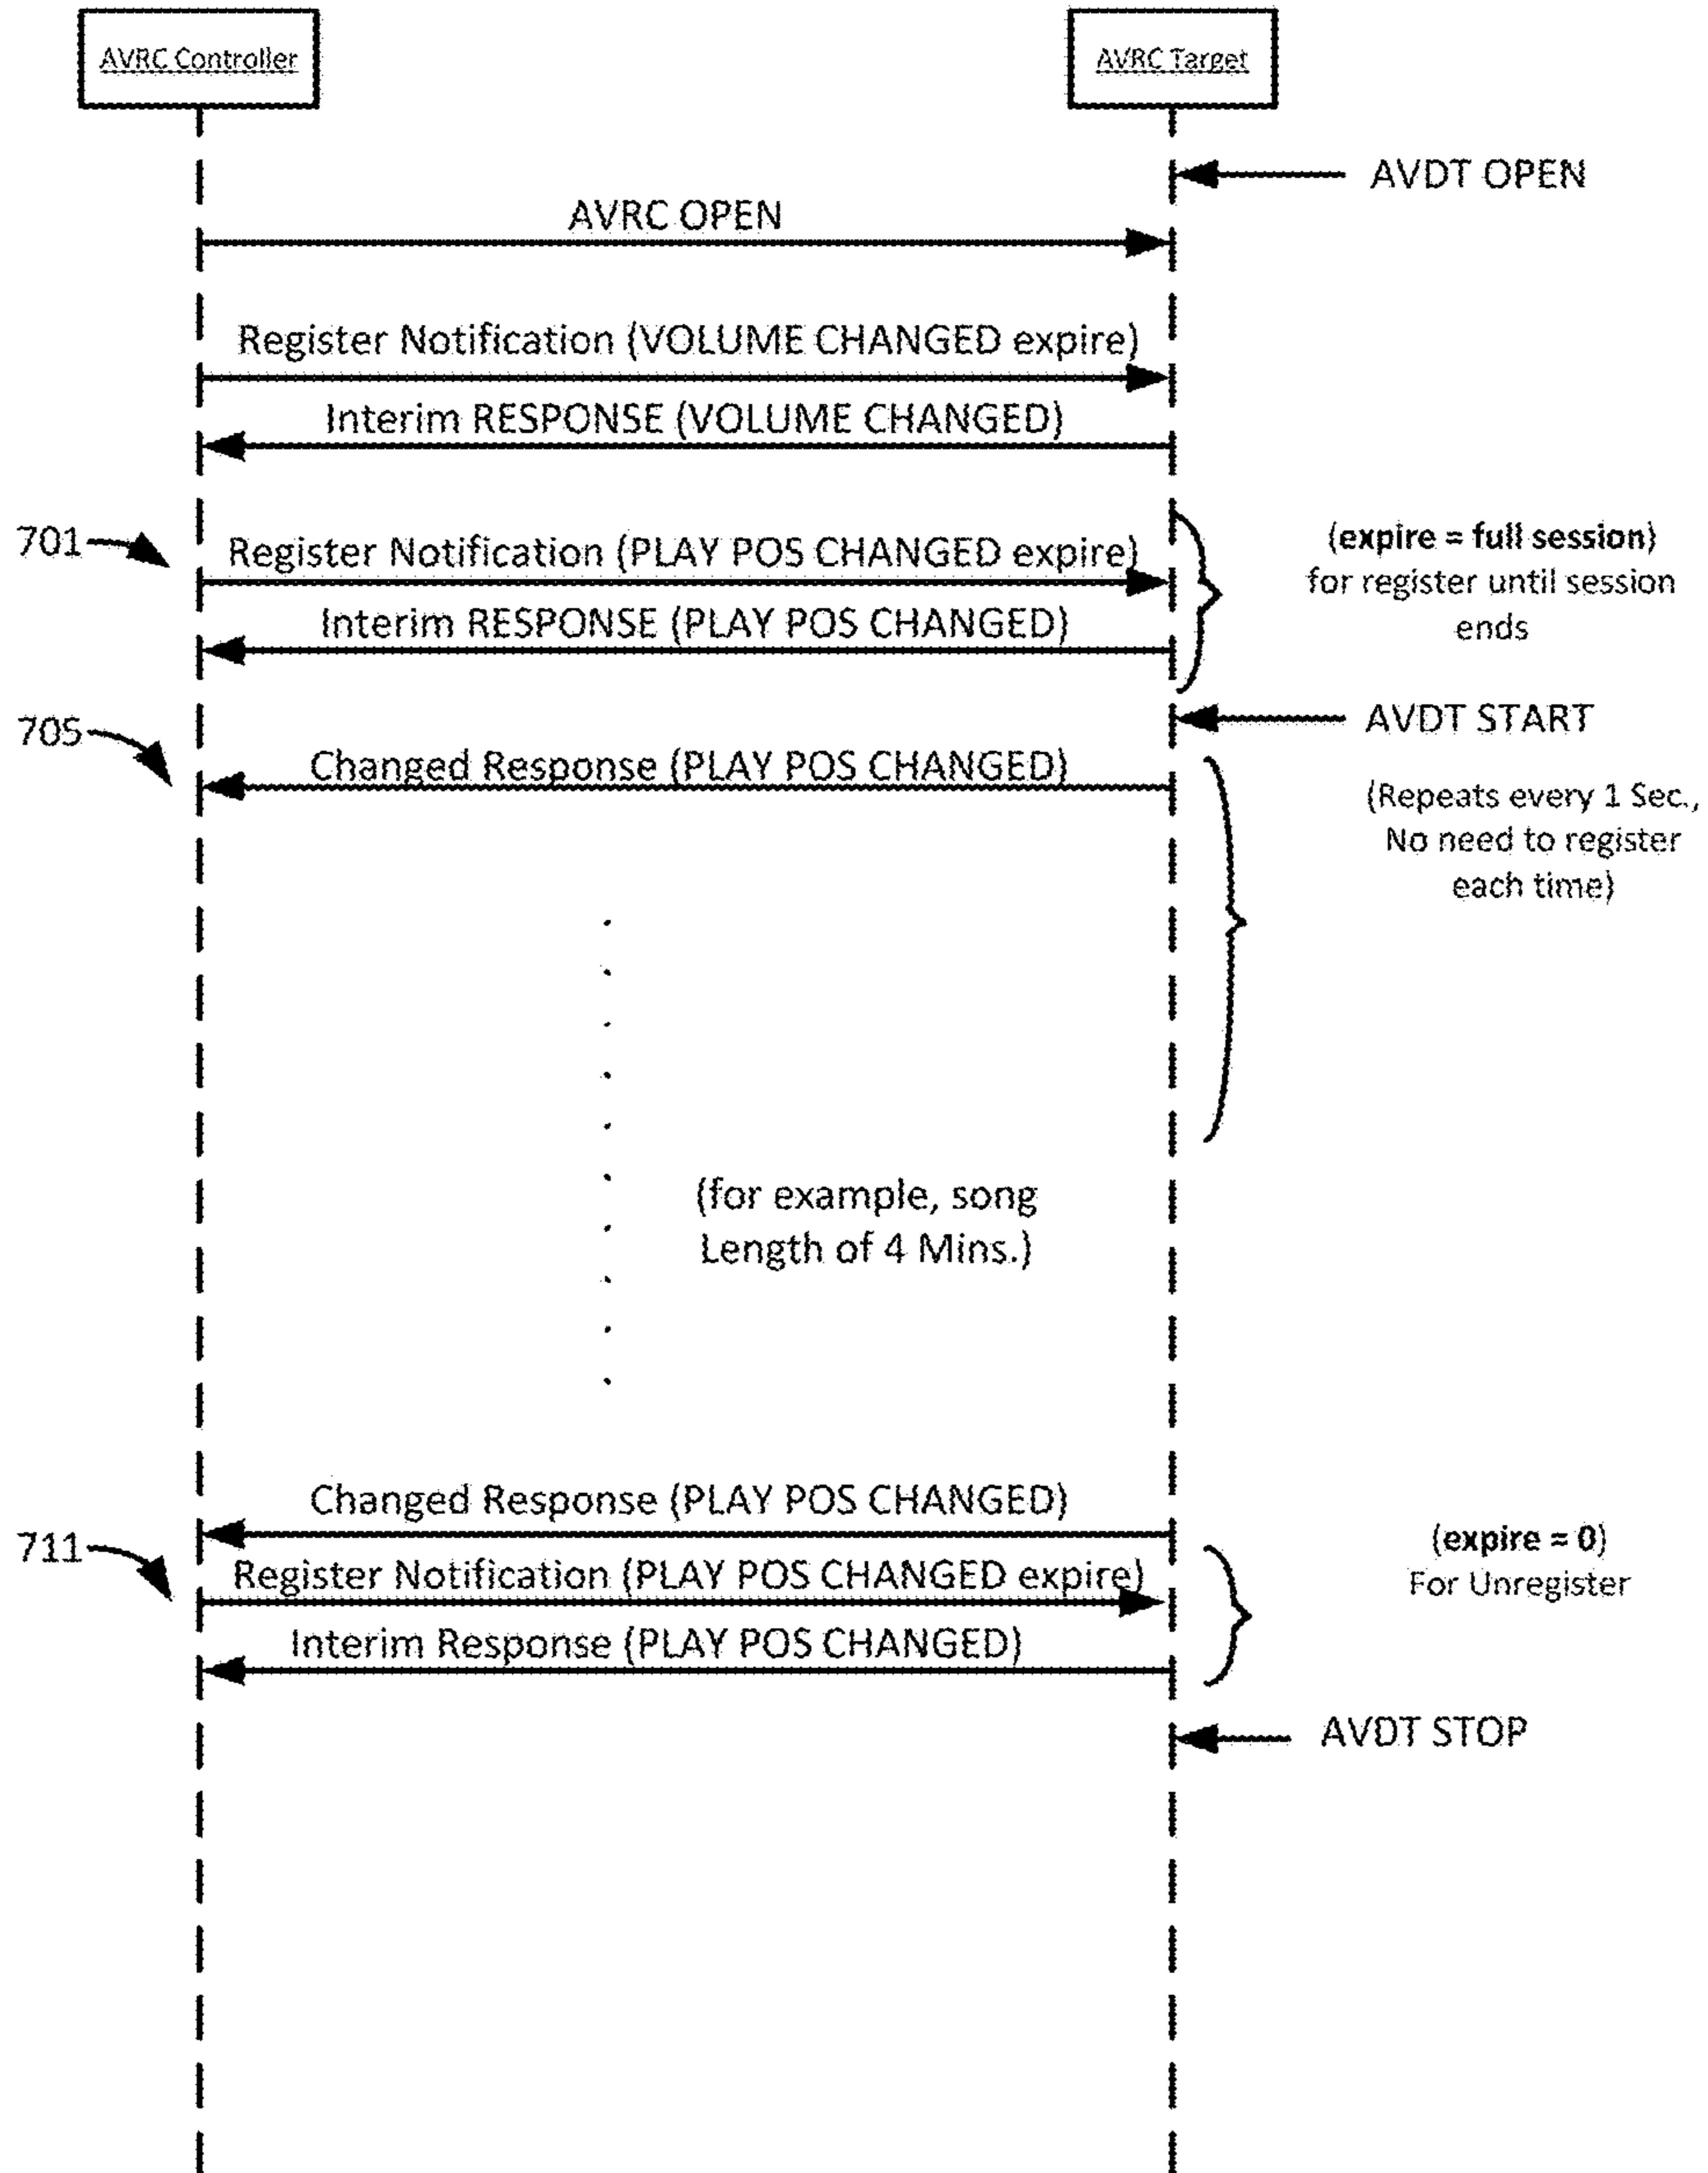 AVRC Controller
AVRC Target
AVDT OPEN
AVRC OPEN
Register Notification (VOLUME CHANGED expire)
Interim RESPONSE (VOLUME CHANGED)
701
Register Notification (PLAY POS CHANGED expire)
(expire = full session)
for register until session
ends
Interim RESPONSE (PLAY POS CHANGED)
705
AVDT START
Changed Response (PLAY POS CHANGED)
(Repeats every 1 Sec.,
No need to register
each time)
(for example, song
Length of 4 Mins.)
Changed Response (PLAY POS CHANGED)
711
(expire = 0)
For Unregister
Register Notification (PLAY POS CHANGED expire)
Interim Response (PLAY POS CHANGED)
AVDT STOP